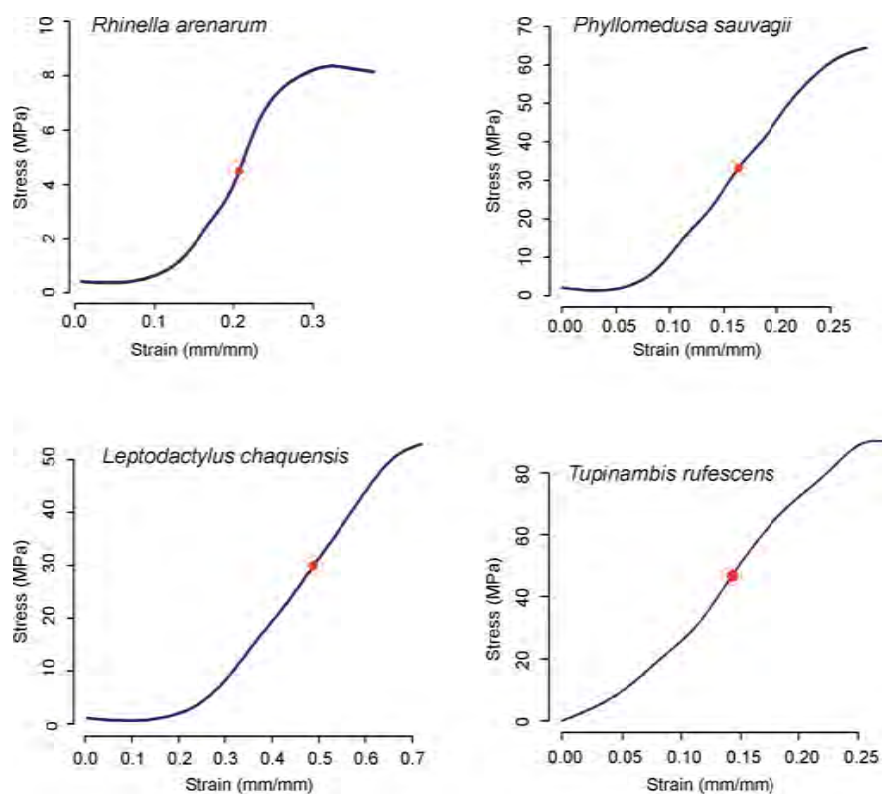 Rhinella arenarum
Stress (MPa)
10
8
6
4
2
0
0.0 0.1 0.2 0.3
Strain (mm/mm)
Phyllomedusa sauvagii
Stress (MPa)
70
60
50
40
30
20
10
0
0.00 0.05 0.10 0.15 0.20 0.25
Strain (mm/mm)
Leptodactylus chaquensis
Stress (MPa)
50
40
30
20
10
0
0.0 0.1 0.2 0.3 0.4 0.5 0.6 0.7
Strain (mm/mm)
Tupinambis rufescens
Stress (MPa)
80
60
40
20
0
0.00 0.05 0.10 0.15 0.20 0.25
Strain (mm/mm)